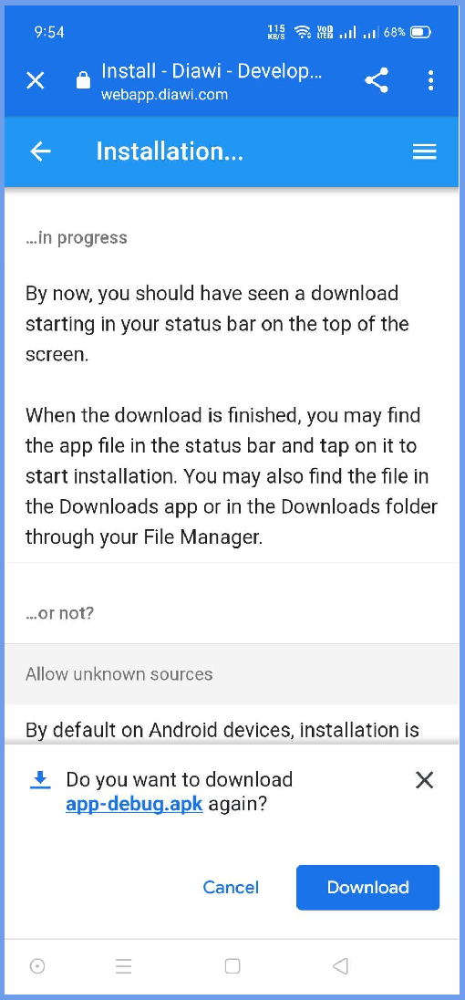 9:54
115 KB/S
VoD LTE2
68%
Install - Diawi - Develop...
webapp.diawi.com
Installation...
...in progress
By now, you should have seen a download
starting in your status bar on the top of the
screen.
When the download is finished, you may find
the app file in the status bar and tap on it to
start installation. You may also find the file in
the Downloads app or in the Downloads folder
through your File Manager.
...or not?
Allow unknown sources
By default on Android devices, installation is
Do you want to download
app-debug.apk again?
Cancel
Download